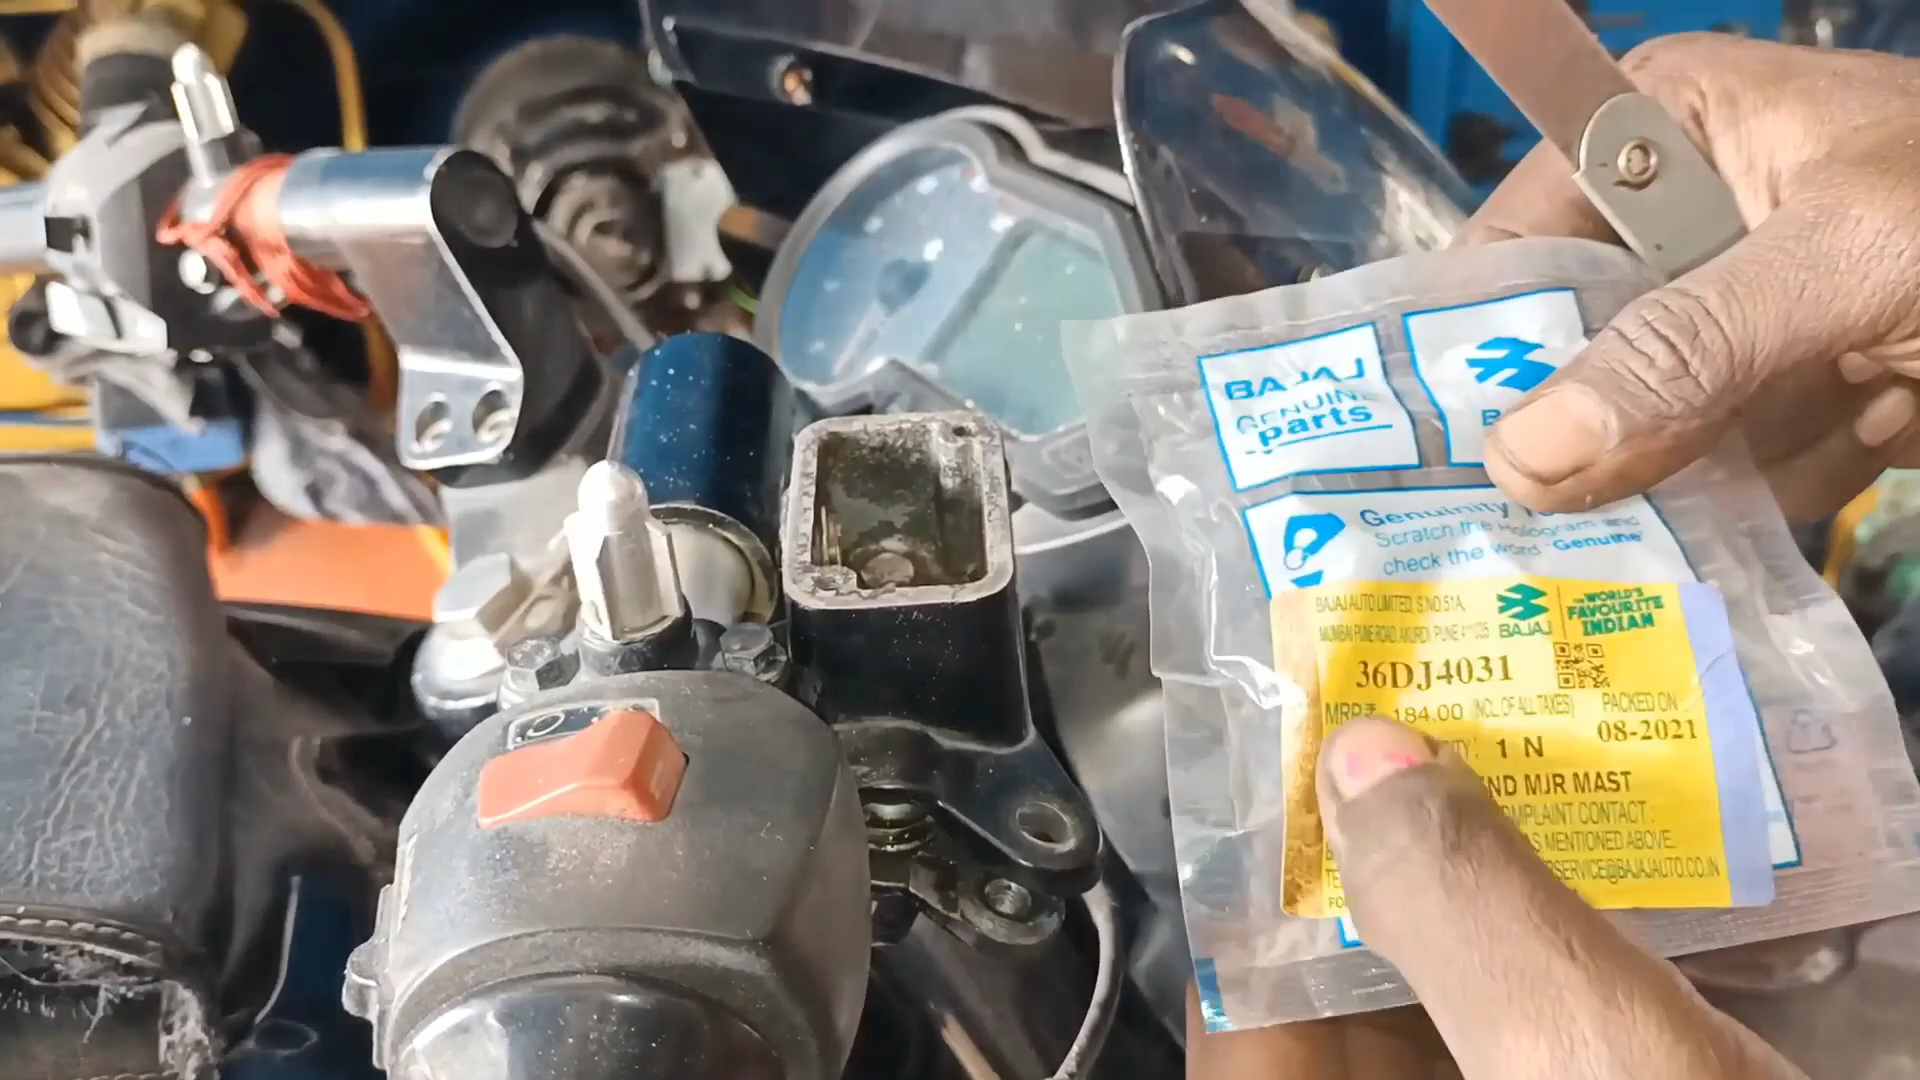 BAJAJ
GENUINE
parts
Genuinity
Scratch the Hologram and
check the word "Genuine"
BAJAJ AUTO LIMITED, S.NO.51A,
MUMBAI PUNE ROAD AKURDI, PUNE
BAJAJ
WORLD'S
FAVOURITE
INDIAN
36DJ4031
MRP₹ 184.00 (INCL OF ALL TAXES)
PACKED ON :
08-2021
1 N
ND MJR MAST
OMPLAINT CONTACT :
AS MENTIONED ABOVE.
RSERVICE@BAJAJAUTO.CO.IN